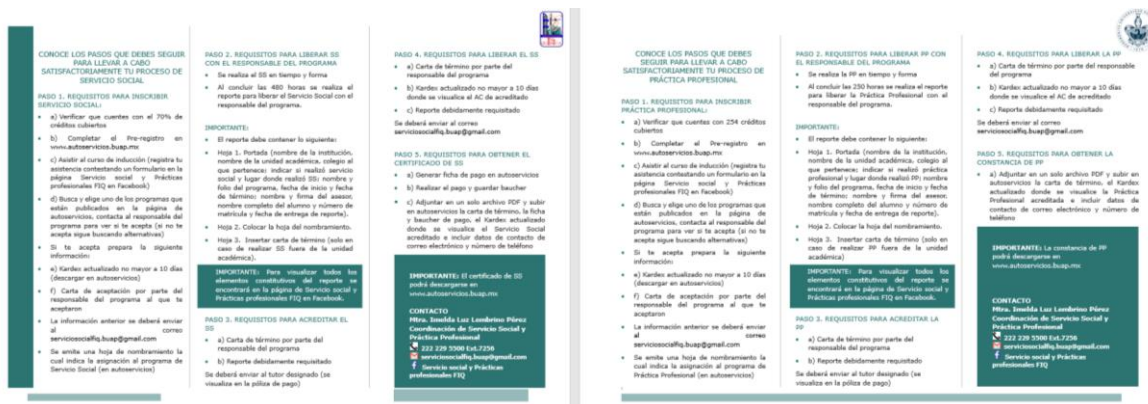 CONOCE LOS PASOS QUE DEBES SEGUIR
PARA LLEVAR A CABO
SATISFACTORIAMENTE TU PROCESO DE
SERVICIO SOCIAL
PASO 1. REQUISITOS PARA INSCRIBIR
SERVICIO SOCIAL:
• a) Verificar que cuentes con el 70% de
créditos cubiertos
• b) Completar el Pre-registro en
www.autoservicios.buap.mx
• c) Asistir al curso de inducción (registra tu
asistencia contestando un formulario en la
página Servicio social y Prácticas
profesionales FIQ en Facebook)
• d) Busca y elige uno de los programas que
están publicados en la página de
autoservicios, contacta al responsable del
programa para ver si te acepta (si no te
acepta sigue buscando alternativas)
• Si te acepta prepara la siguiente
información:
• e) Kardex actualizado no mayor a 10 días
(descargar en autoservicios)
• f) Carta de aceptación por parte del
responsable del programa al que te
aceptaron
• La información anterior se deberá enviar
al correo
serviciosocialfiq.buap@gmail.com
• Se emite una hoja de nombramiento la
cual indica la asignación al programa de
Servicio Social (en autoservicios)
PASO 2. REQUISITOS PARA LIBERAR SS
CON EL RESPONSABLE DEL PROGRAMA
• Se realiza el SS en tiempo y forma
• Al concluir las 480 horas se realiza el
reporte para liberar el Servicio Social con el
responsable del programa.
IMPORTANTE:
• El reporte debe contener lo siguiente:
• Hoja 1. Portada (nombre de la institución,
nombre de la unidad académica, colegio al
que pertenece; indicar si realizó servicio
social y lugar donde realizó SS; nombre y
folio del programa, fecha de inicio y fecha
de término; nombre y firma del asesor,
nombre completo del alumno y número de
matrícula y fecha de entrega de reporte).
• Hoja 2. Colocar la hoja del nombramiento.
• Hoja 3. Insertar carta de término (solo en
caso de realizar SS fuera de la unidad
académica).
IMPORTANTE: Para visualizar todos los
elementos constitutivos del reporte se
encontrará en la página de Servicio social y
Prácticas profesionales FIQ en Facebook.
PASO 3. REQUISITOS PARA ACREDITAR EL
SS
• a) Carta de término por parte del
responsable del programa
• b) Reporte debidamente requisitado
Se deberá enviar al tutor designado (se
visualiza en la póliza de pago)
PASO 4. REQUISITOS PARA LIBERAR EL SS
• a) Carta de término por parte del
responsable del programa
• b) Kardex actualizado no mayor a 10 días
donde se visualice el AC de acreditado
• c) Reporte debidamente requisitado
Se deberá enviar al correo
serviciosocialfiq.buap@gmail.com
PASO 5. REQUISITOS PARA OBTENER EL
CERTIFICADO DE SS
• a) Generar ficha de pago en autoservicios
• b) Realizar el pago y guardar baucher
• c) Adjuntar en un solo archivo PDF y subir
en autoservicios la carta de término, la ficha
y baucher de pago, el Kardex actualizado
donde se visualice el Servicio Social
acreditado e incluir datos de contacto de
correo electrónico y número de teléfono
IMPORTANTE: El certificado de SS
podrá descargarse en
www.autoservicios.buap.mx
CONTACTO
Mtra. Imelda Luz Lembrino Pérez
Coordinación de Servicio Social y
Práctica Profesional
222 229 5500 Ext.7256
serviciosocialfiq.buap@gmail.com
Servicio social y Prácticas
profesionales FIQ
CONOCE LOS PASOS QUE DEBES
SEGUIR PARA LLEVAR A CABO
SATISFACTORIAMENTE TU PROCESO DE
PRÁCTICA PROFESIONAL
PASO 1. REQUISITOS PARA INSCRIBIR
PRÁCTICA PROFESIONAL:
• a) Verificar que cuentes con 254 créditos
cubiertos
• b) Completar el Pre-registro en
www.autoservicios.buap.mx
• c) Asistir al curso de inducción (registra tu
asistencia contestando un formulario en la
página Servicio social y Prácticas
profesionales FIQ en Facebook)
• d) Busca y elige uno de los programas que
están publicados en la página de
autoservicios, contacta al responsable del
programa para ver si te acepta (si no te
acepta sigue buscando alternativas)
• Si te acepta prepara la siguiente
información:
• e) Kardex actualizado no mayor a 10 días
(descargar en autoservicios)
• f) Carta de aceptación por parte del
responsable del programa al que te
aceptaron
• La información anterior se deberá enviar
al correo
serviciosocialfiq.buap@gmail.com
• Se emite una hoja de nombramiento la
cual indica la asignación al programa de
Práctica Profesional (en autoservicios)
PASO 2. REQUISITOS PARA LIBERAR PP CON
EL RESPONSABLE DEL PROGRAMA
• Se realiza la PP en tiempo y forma
• Al concluir las 250 horas se realiza el reporte
para liberar la Práctica Profesional con el
responsable del programa.
IMPORTANTE:
• El reporte debe contener lo siguiente:
• Hoja 1. Portada (nombre de la institución,
nombre de la unidad académica, colegio al
que pertenece; indicar si realizó práctica
profesional y lugar donde realizó PP; nombre
y folio del programa, fecha de inicio y fecha
de término; nombre y firma del asesor,
nombre completo del alumno y número de
matrícula y fecha de entrega de reporte).
• Hoja 2. Colocar la hoja del nombramiento.
• Hoja 3. Insertar carta de término (solo en
caso de realizar PP fuera de la unidad
académica)
IMPORTANTE: Para visualizar todos los
elementos constitutivos del reporte se
encontrará en la página de Servicio social y
Prácticas profesionales FIQ en Facebook.
PASO 3. REQUISITOS PARA ACREDITAR LA
PP
• a) Carta de término por parte del
responsable del programa
• b) Reporte debidamente requisitado
Se deberá enviar al tutor designado (se
visualiza en la póliza de pago)
PASO 4. REQUISITOS PARA LIBERAR LA PP
• a) Carta de término por parte del responsable
del programa
• b) Kardex actualizado no mayor a 10 días
donde se visualice el AC de acreditado
• c) Reporte debidamente requisitado
Se deberá enviar al correo
serviciosocialfiq.buap@gmail.com
PASO 5. REQUISITOS PARA OBTENER LA
CONSTANCIA DE PP
• a) Adjuntar en un solo archivo PDF y subir en
autoservicios la carta de término, el Kardex
actualizado donde se visualice la Práctica
Profesional acreditada e incluir datos de
contacto de correo electrónico y número de
teléfono
IMPORTANTE: La constancia de PP
podrá descargarse en
www.autoservicios.buap.mx
CONTACTO
Mtra. Imelda Luz Lembrino Pérez
Coordinación de Servicio Social y
Práctica Profesional
222 229 5500 Ext.7256
serviciosocialfiq.buap@gmail.com
Servicio social y Prácticas
profesionales FIQ